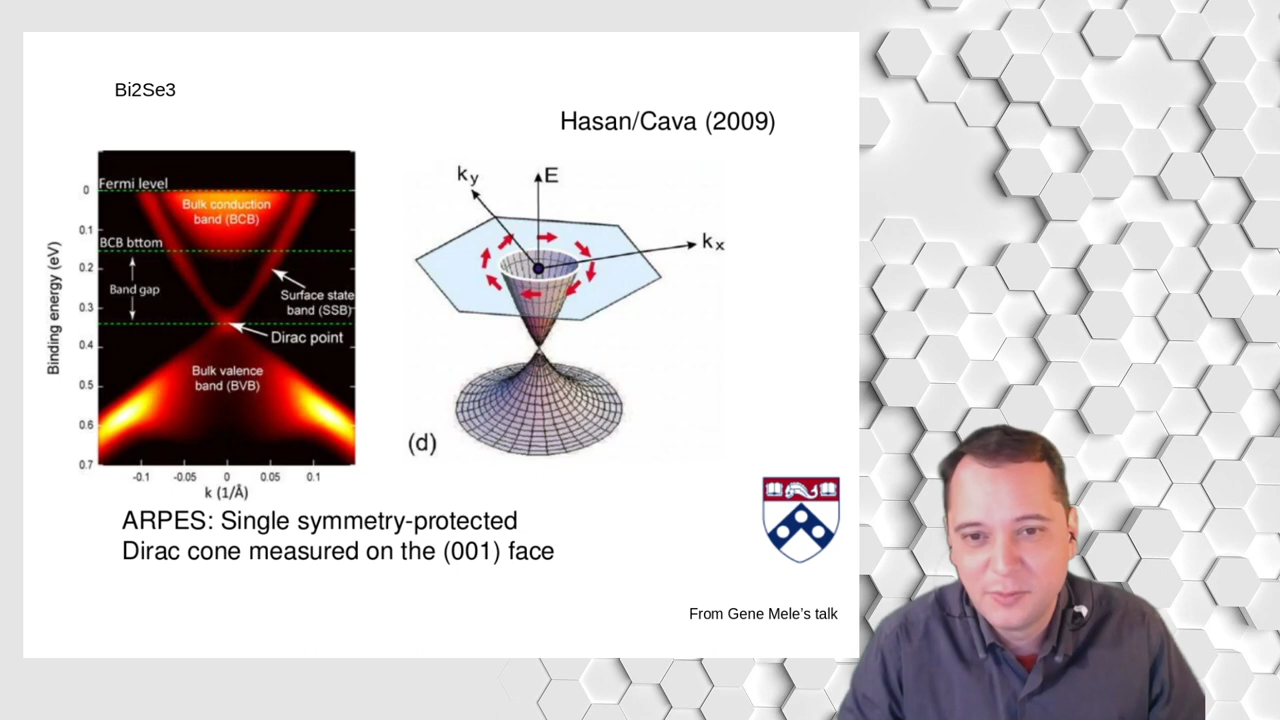 Bi2Se3
Hasan/Cava (2009)
Fermi level
Bulk conduction
band (BCB)
BCB bttom
Band gap
Surface state
band (SSB)
Dirac point
Bulk valence
band (BVB)
Binding energy (eV)
0
0.1
0.2
0.3
0.4
0.5
0.6
0.7
-0.1
-0.05
0
0.05
0.1
k (1/Å)
ky
E
kx
(d)
ARPES: Single symmetry-protected
Dirac cone measured on the (001) face
From Gene Mele’s talk